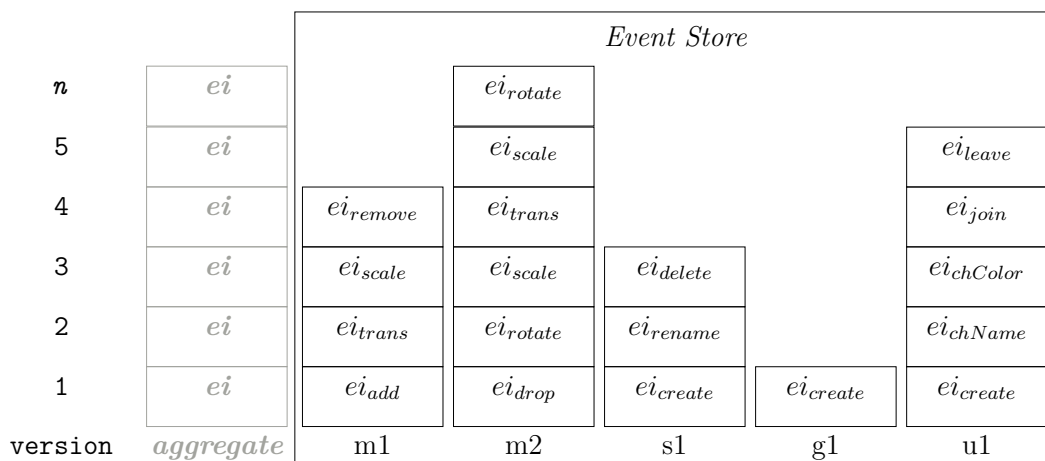 Event Store
n ei ei_rotate
5 ei ei_scale ei_leave
4 ei ei_remove ei_trans ei_join
3 ei ei_scale ei_scale ei_delete ei_chColor
2 ei ei_trans ei_rotate ei_rename ei_chName
1 ei ei_add ei_drop ei_create ei_create ei_create
version aggregate m1 m2 s1 g1 u1